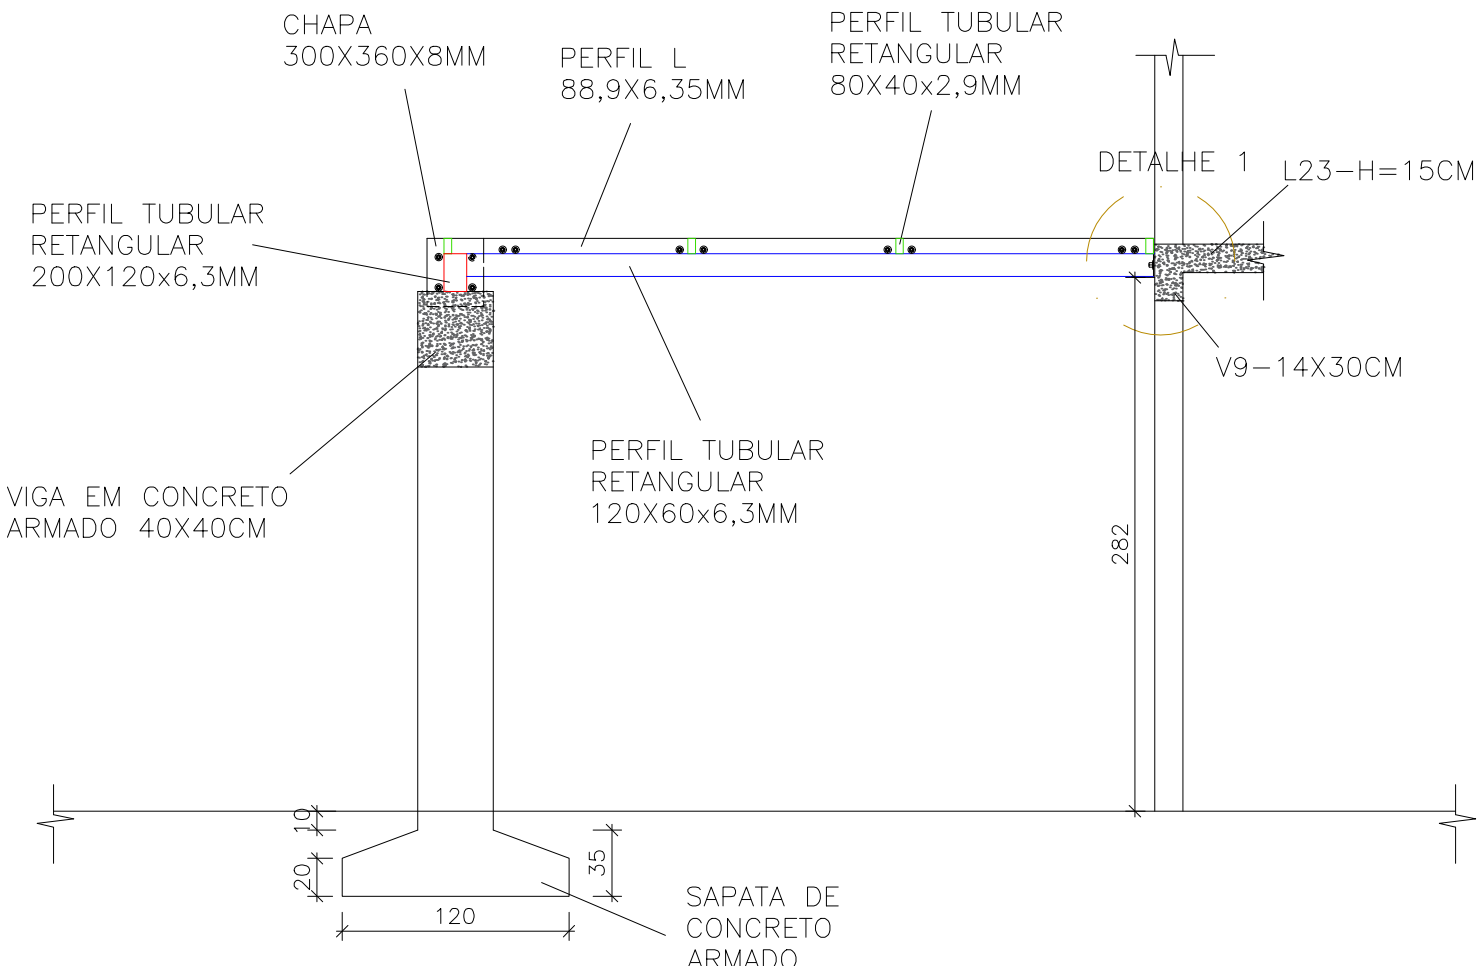 CHAPA
300X360X8MM
PERFIL L
88,9X6,35MM
PERFIL TUBULAR
RETANGULAR
80X40x2,9MM
DETALHE 1
L23-H=15CM
PERFIL TUBULAR
RETANGULAR
200X120x6,3MM
V9-14X30CM
PERFIL TUBULAR
RETANGULAR
120X60x6,3MM
VIGA EM CONCRETO
ARMADO 40X40CM
282
10
20
35
120
SAPATA DE
CONCRETO
ARMADO